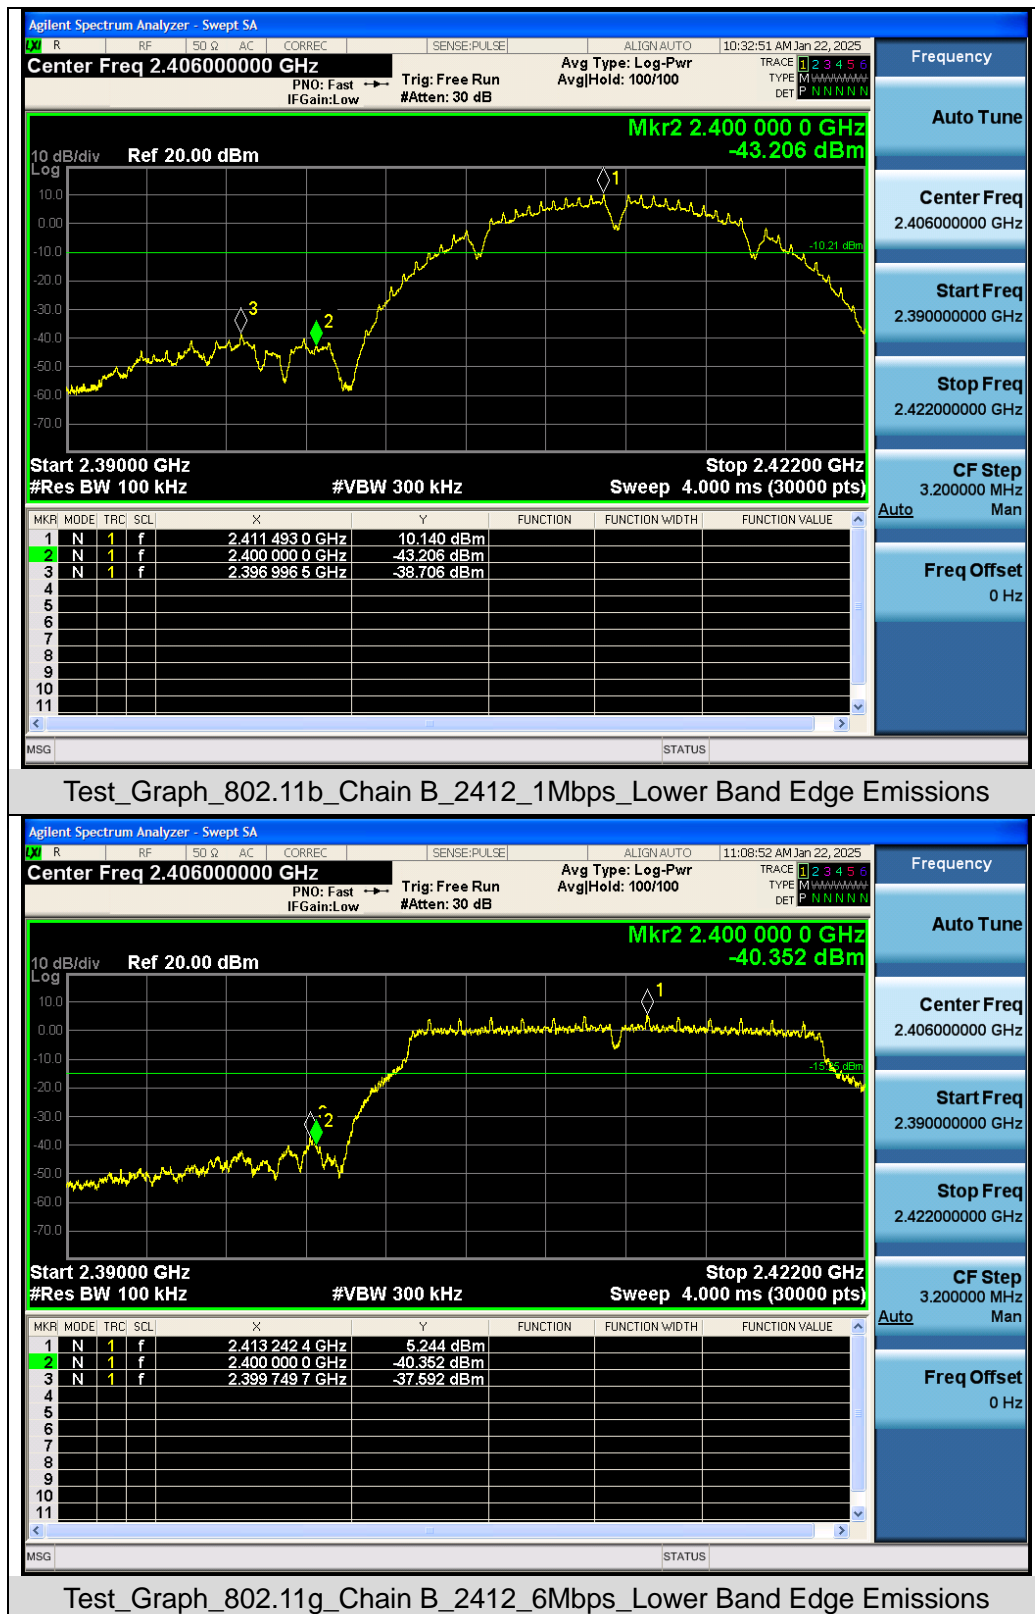 Agilent Spectrum Analyzer - Swept SA
LXI R RF 50 Ω AC CORREC SENSE:PULSE ALIGN AUTO 10:32:51 AM Jan 22, 2025
Center Freq 2.406000000 GHz
PNO: Fast
IFGain:Low
Trig: Free Run
#Atten: 30 dB
Avg Type: Log-Pwr
Avg|Hold: 100/100
TRACE 1 2 3 4 5 6
TYPE M W W W W W
DET P N N N N N
Mkr2 2.400 000 0 GHz
-43.206 dBm
10 dB/div Ref 20.00 dBm
Log
10.0
0.00
-10.0
-20.0
-30.0
-40.0
-50.0
-60.0
-70.0
1
-10.21 dBm
3
2
Start 2.39000 GHz Stop 2.42200 GHz
#Res BW 100 kHz #VBW 300 kHz Sweep 4.000 ms (30000 pts)
MKR MODE TRC SCL X Y FUNCTION FUNCTION WIDTH FUNCTION VALUE
1 N 1 f 2.411 493 0 GHz 10.140 dBm
2 N 1 f 2.400 000 0 GHz -43.206 dBm
3 N 1 f 2.396 996 5 GHz -38.706 dBm
4
5
6
7
8
9
10
11
MSG STATUS
Frequency
Auto Tune
Center Freq
2.406000000 GHz
Start Freq
2.390000000 GHz
Stop Freq
2.422000000 GHz
CF Step
3.200000 MHz
Auto Man
Freq Offset
0 Hz
Test_Graph_802.11b_Chain B_2412_1Mbps_Lower Band Edge Emissions
Agilent Spectrum Analyzer - Swept SA
LXI R RF 50 Ω AC CORREC SENSE:PULSE ALIGN AUTO 11:08:52 AM Jan 22, 2025
Center Freq 2.406000000 GHz
PNO: Fast
IFGain:Low
Trig: Free Run
#Atten: 30 dB
Avg Type: Log-Pwr
Avg|Hold: 100/100
TRACE 1 2 3 4 5 6
TYPE M W W W W W
DET P N N N N N
Mkr2 2.400 000 0 GHz
-40.352 dBm
10 dB/div Ref 20.00 dBm
Log
10.0
0.00
-10.0
-20.0
-30.0
-40.0
-50.0
-60.0
-70.0
1
2
Start 2.39000 GHz Stop 2.42200 GHz
#Res BW 100 kHz #VBW 300 kHz Sweep 4.000 ms (30000 pts)
MKR MODE TRC SCL X Y FUNCTION FUNCTION WIDTH FUNCTION VALUE
1 N 1 f 2.413 242 4 GHz 5.244 dBm
2 N 1 f 2.400 000 0 GHz -40.352 dBm
3 N 1 f 2.399 749 7 GHz -37.592 dBm
4
5
6
7
8
9
10
11
MSG STATUS
Frequency
Auto Tune
Center Freq
2.406000000 GHz
Start Freq
2.390000000 GHz
Stop Freq
2.422000000 GHz
CF Step
3.200000 MHz
Auto Man
Freq Offset
0 Hz
Test_Graph_802.11g_Chain B_2412_6Mbps_Lower Band Edge Emissions